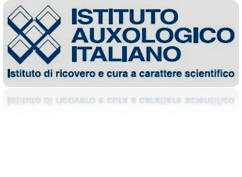 ISTITUTO
AUXOLOGICO
ITALIANO
Istituto di ricovero e cura a carattere scientifico